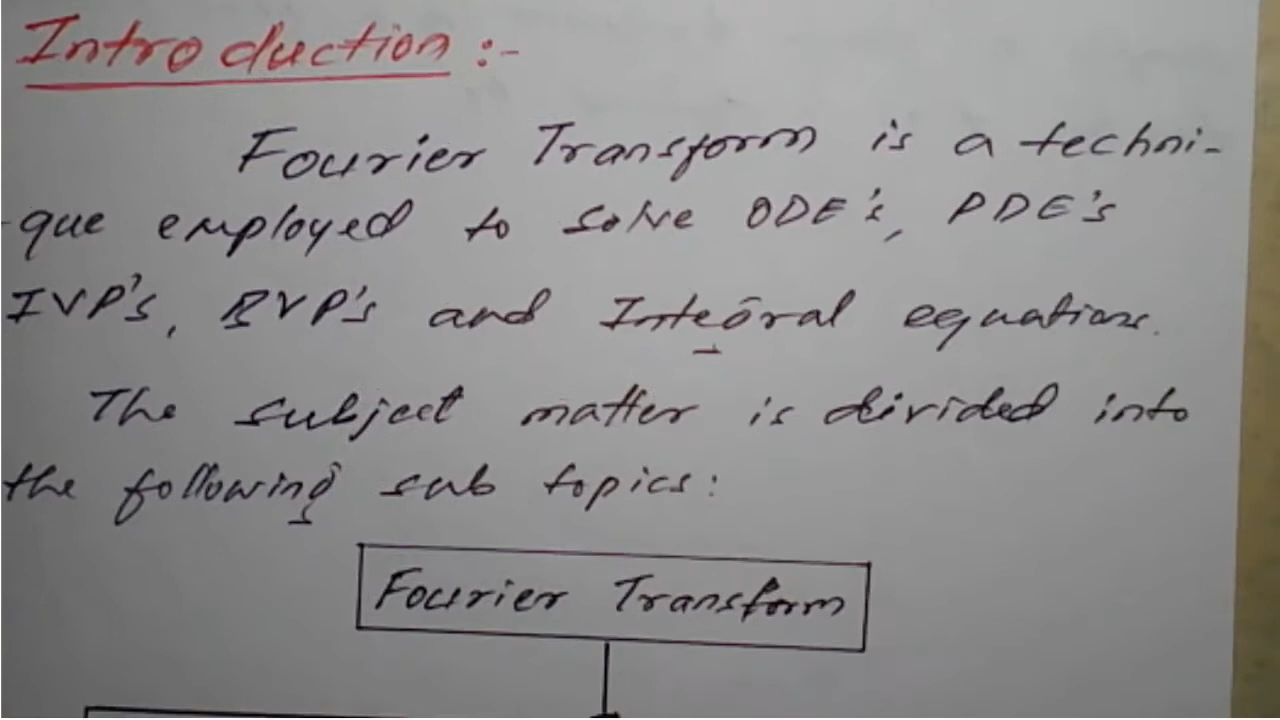 Introduction :-
Fourier Transform is a techni-
-que employed to solve ODE's, PDE's
IVP's, BVP's and Integral equations.
The subject matter is divided into
the following sub topics:
Fourier Transform